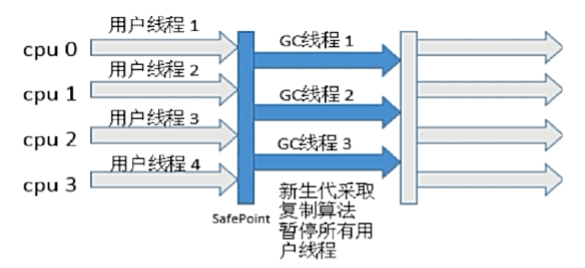 用户线程 1
cpu 0
GC线程 1
用户线程 2
cpu 1
GC线程 2
用户线程 3
cpu 2
GC线程 3
用户线程 4
cpu 3
SafePoint
新生代采取
复制算法
暂停所有用
户线程